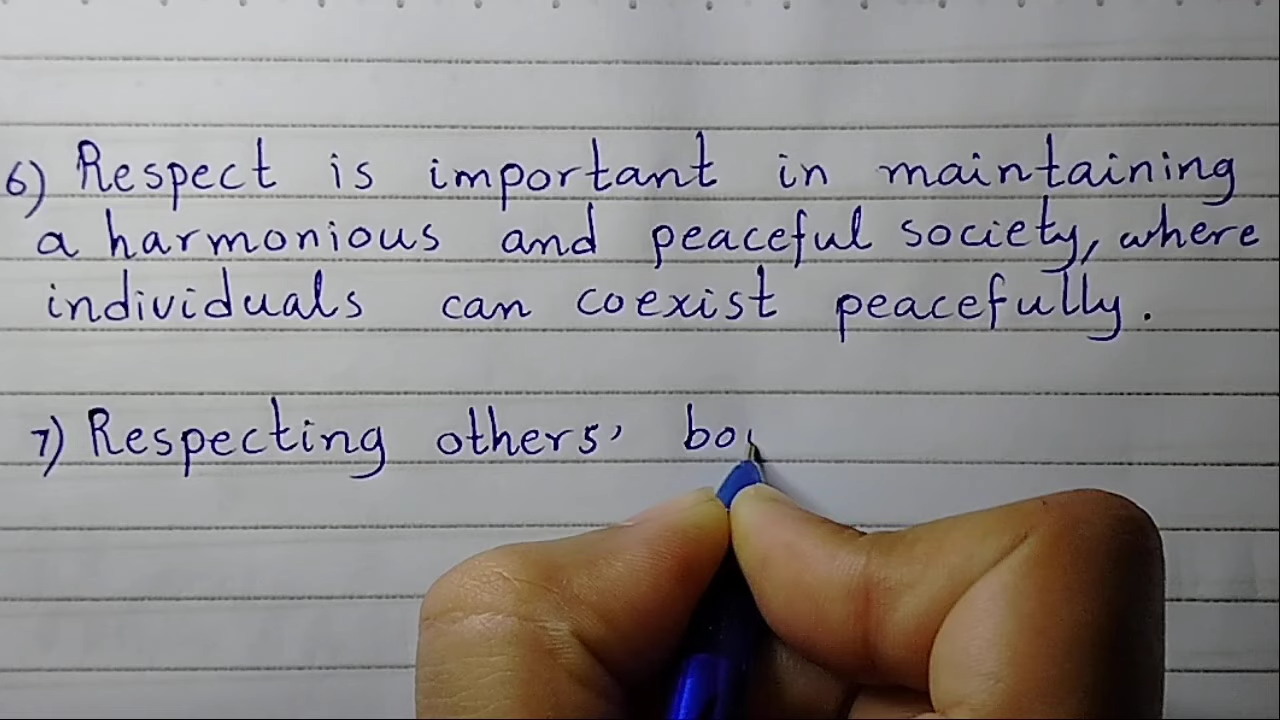 6) Respect is important in maintaining
a harmonious and peaceful society, where
individuals can coexist peacefully.
7) Respecting others'